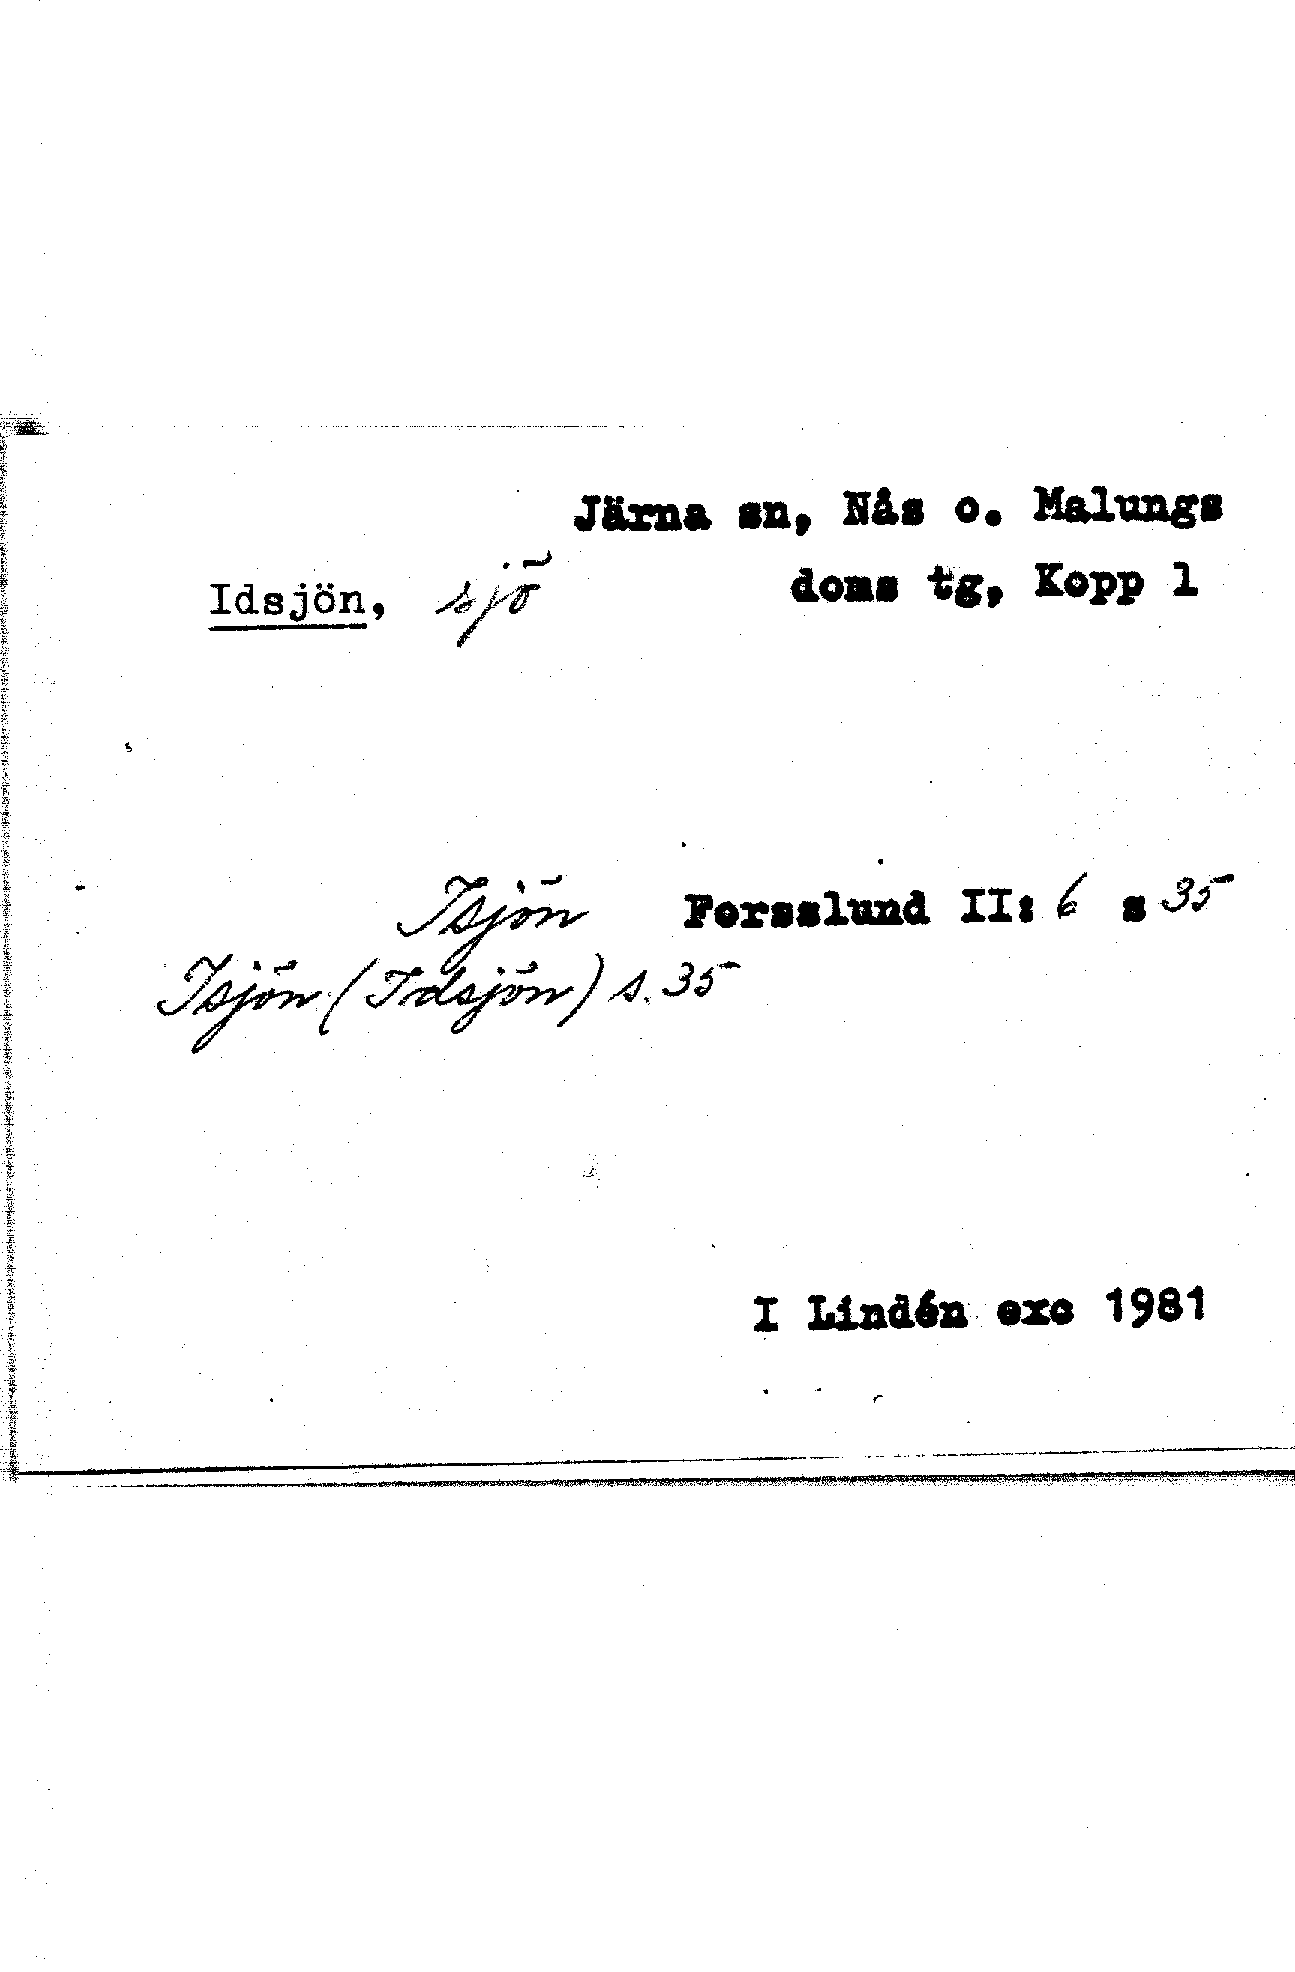 Järna sn, Nås o. Malungs
doms tg, Kopp l
Idsjön, sjö
Isjön Forsslund II: 6 s 35
Isjön (Idsjön) s. 35
I Lindén exc 1981